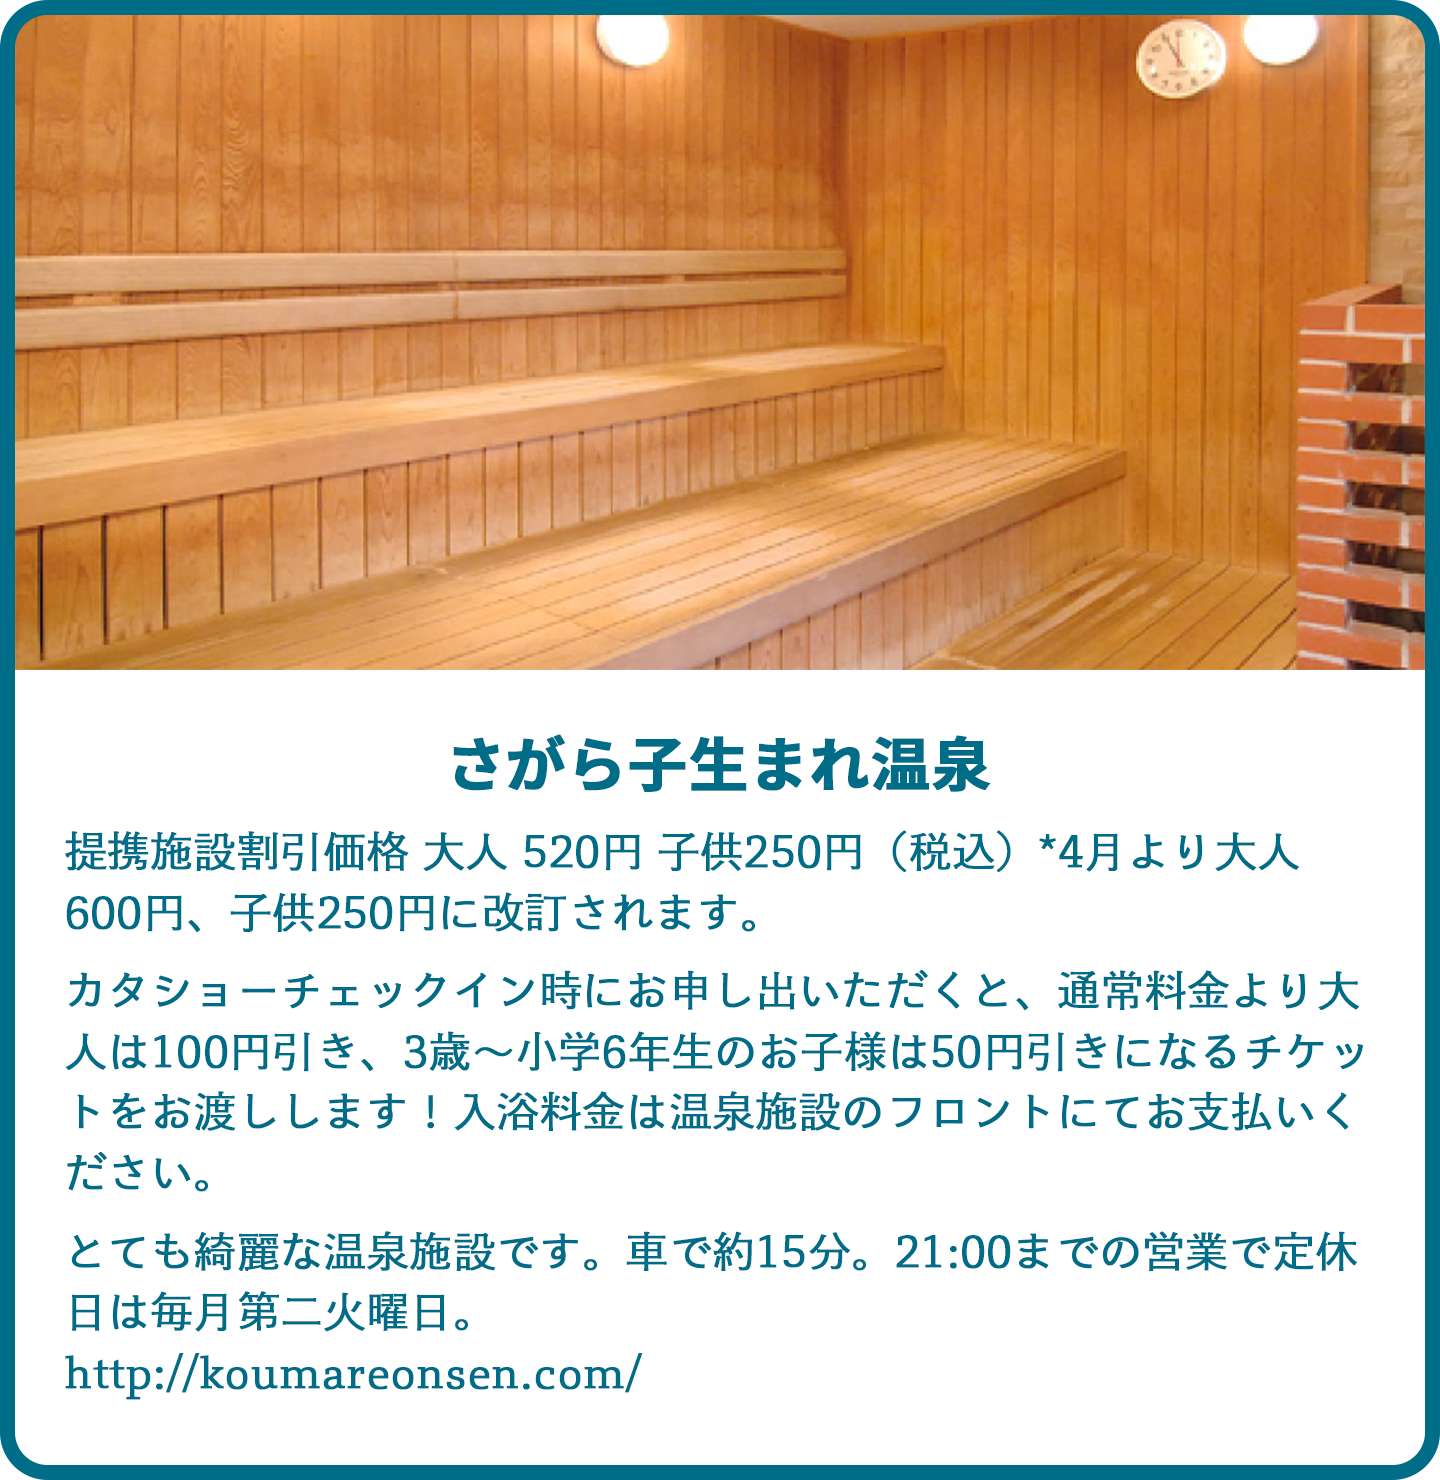 さがら子生まれ温泉
提携施設割引価格 大人 520円 子供250円（税込）*4月より大人
600円、子供250円に改訂されます。
カタショーチェックイン時にお申し出いただくと、通常料金より大
人は100円引き、3歳〜小学6年生のお子様は50円引きになるチケッ
トをお渡しします！入浴料金は温泉施設のフロントにてお支払いく
ださい。
とても綺麗な温泉施設です。車で約15分。21:00までの営業で定休
日は毎月第二火曜日。
http://koumareonsen.com/